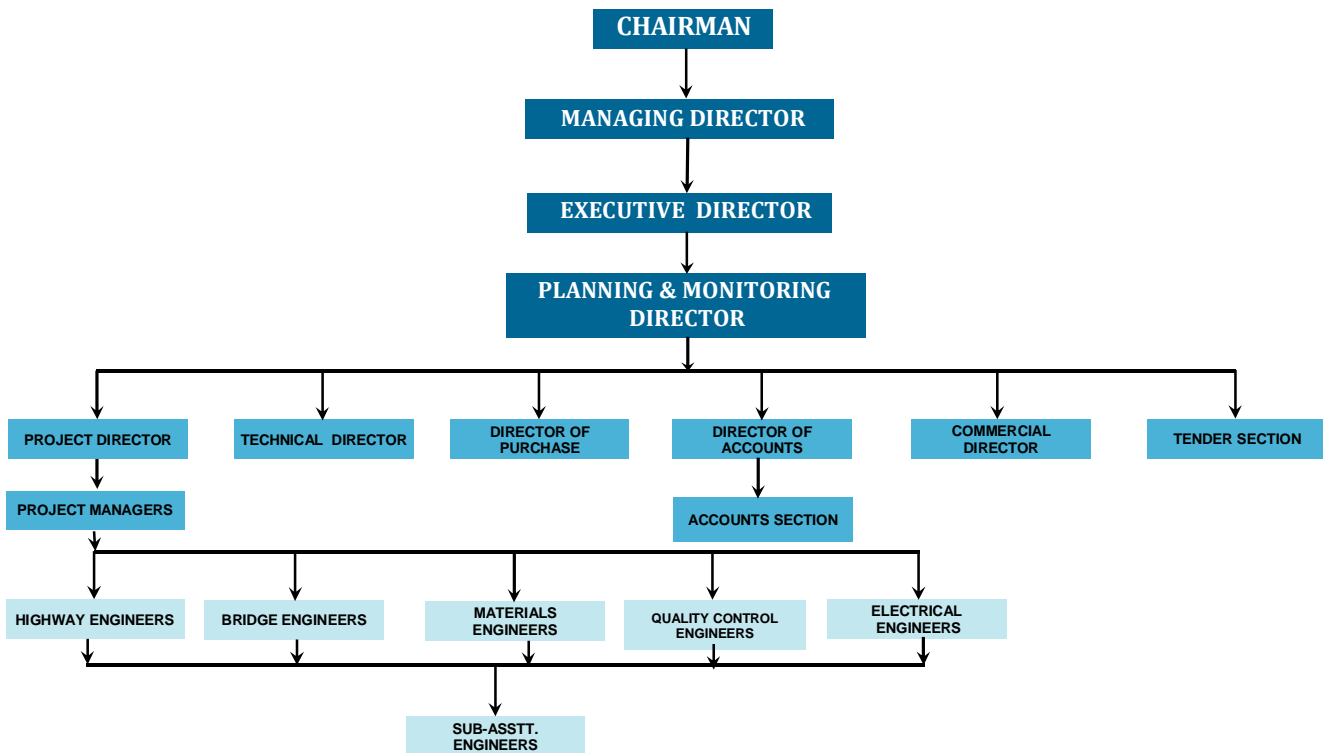 CHAIRMAN
MANAGING DIRECTOR
EXECUTIVE DIRECTOR
PLANNING & MONITORING
DIRECTOR
PROJECT DIRECTOR
TECHNICAL DIRECTOR
DIRECTOR OF
PURCHASE
DIRECTOR OF
ACCOUNTS
COMMERCIAL
DIRECTOR
TENDER SECTION
PROJECT MANAGERS
ACCOUNTS SECTION
HIGHWAY ENGINEERS
BRIDGE ENGINEERS
MATERIALS
ENGINEERS
QUALITY CONTROL
ENGINEERS
ELECTRICAL
ENGINEERS
SUB-ASSTT.
ENGINEERS